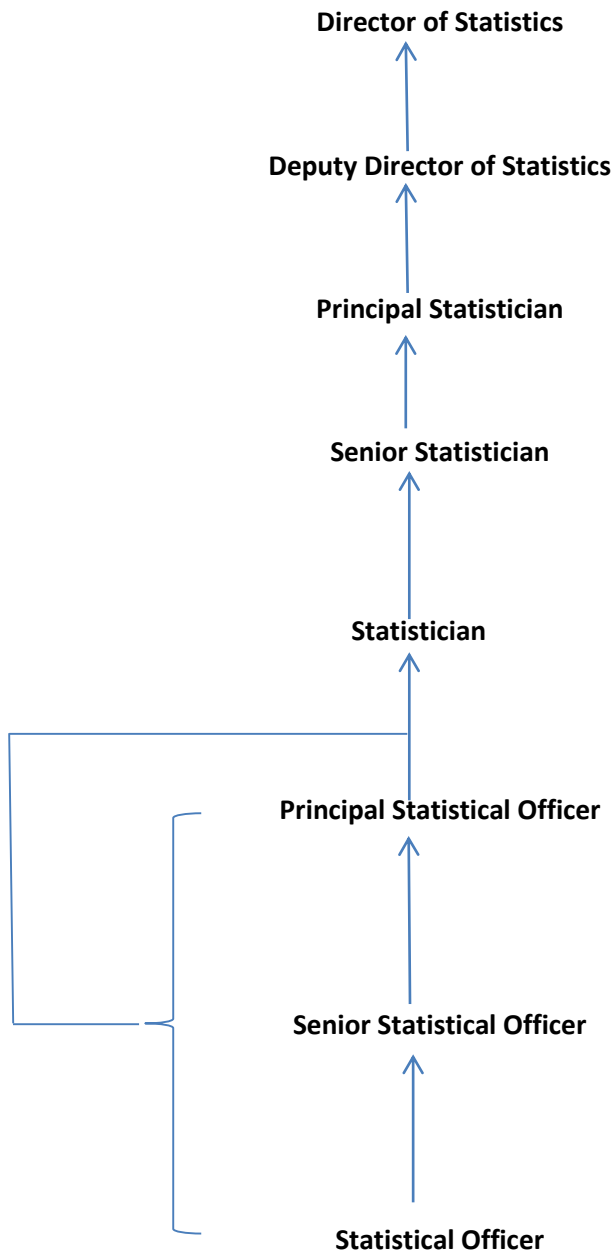 Director of Statistics
Deputy Director of Statistics
Principal Statistician
Senior Statistician
Statistician
Principal Statistical Officer
Senior Statistical Officer
Statistical Officer